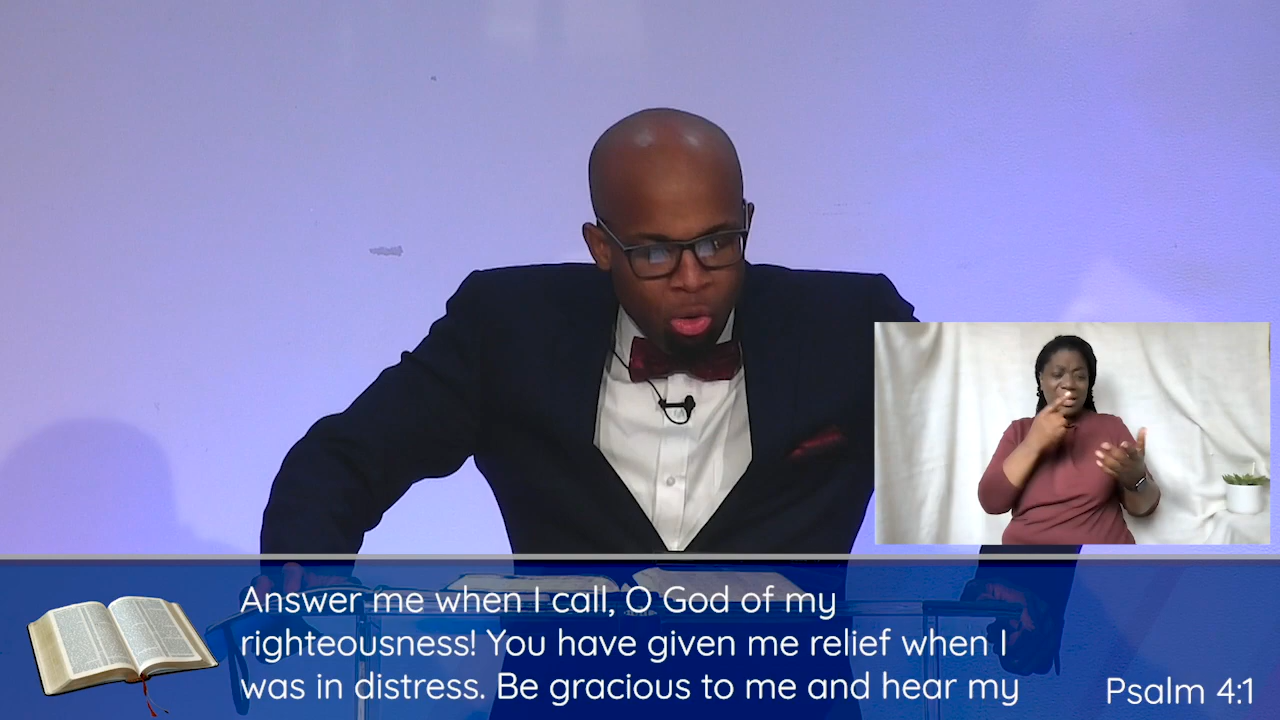 Answer me when I call, O God of my
righteousness! You have given me relief when I
was in distress. Be gracious to me and hear my
Psalm 4:1